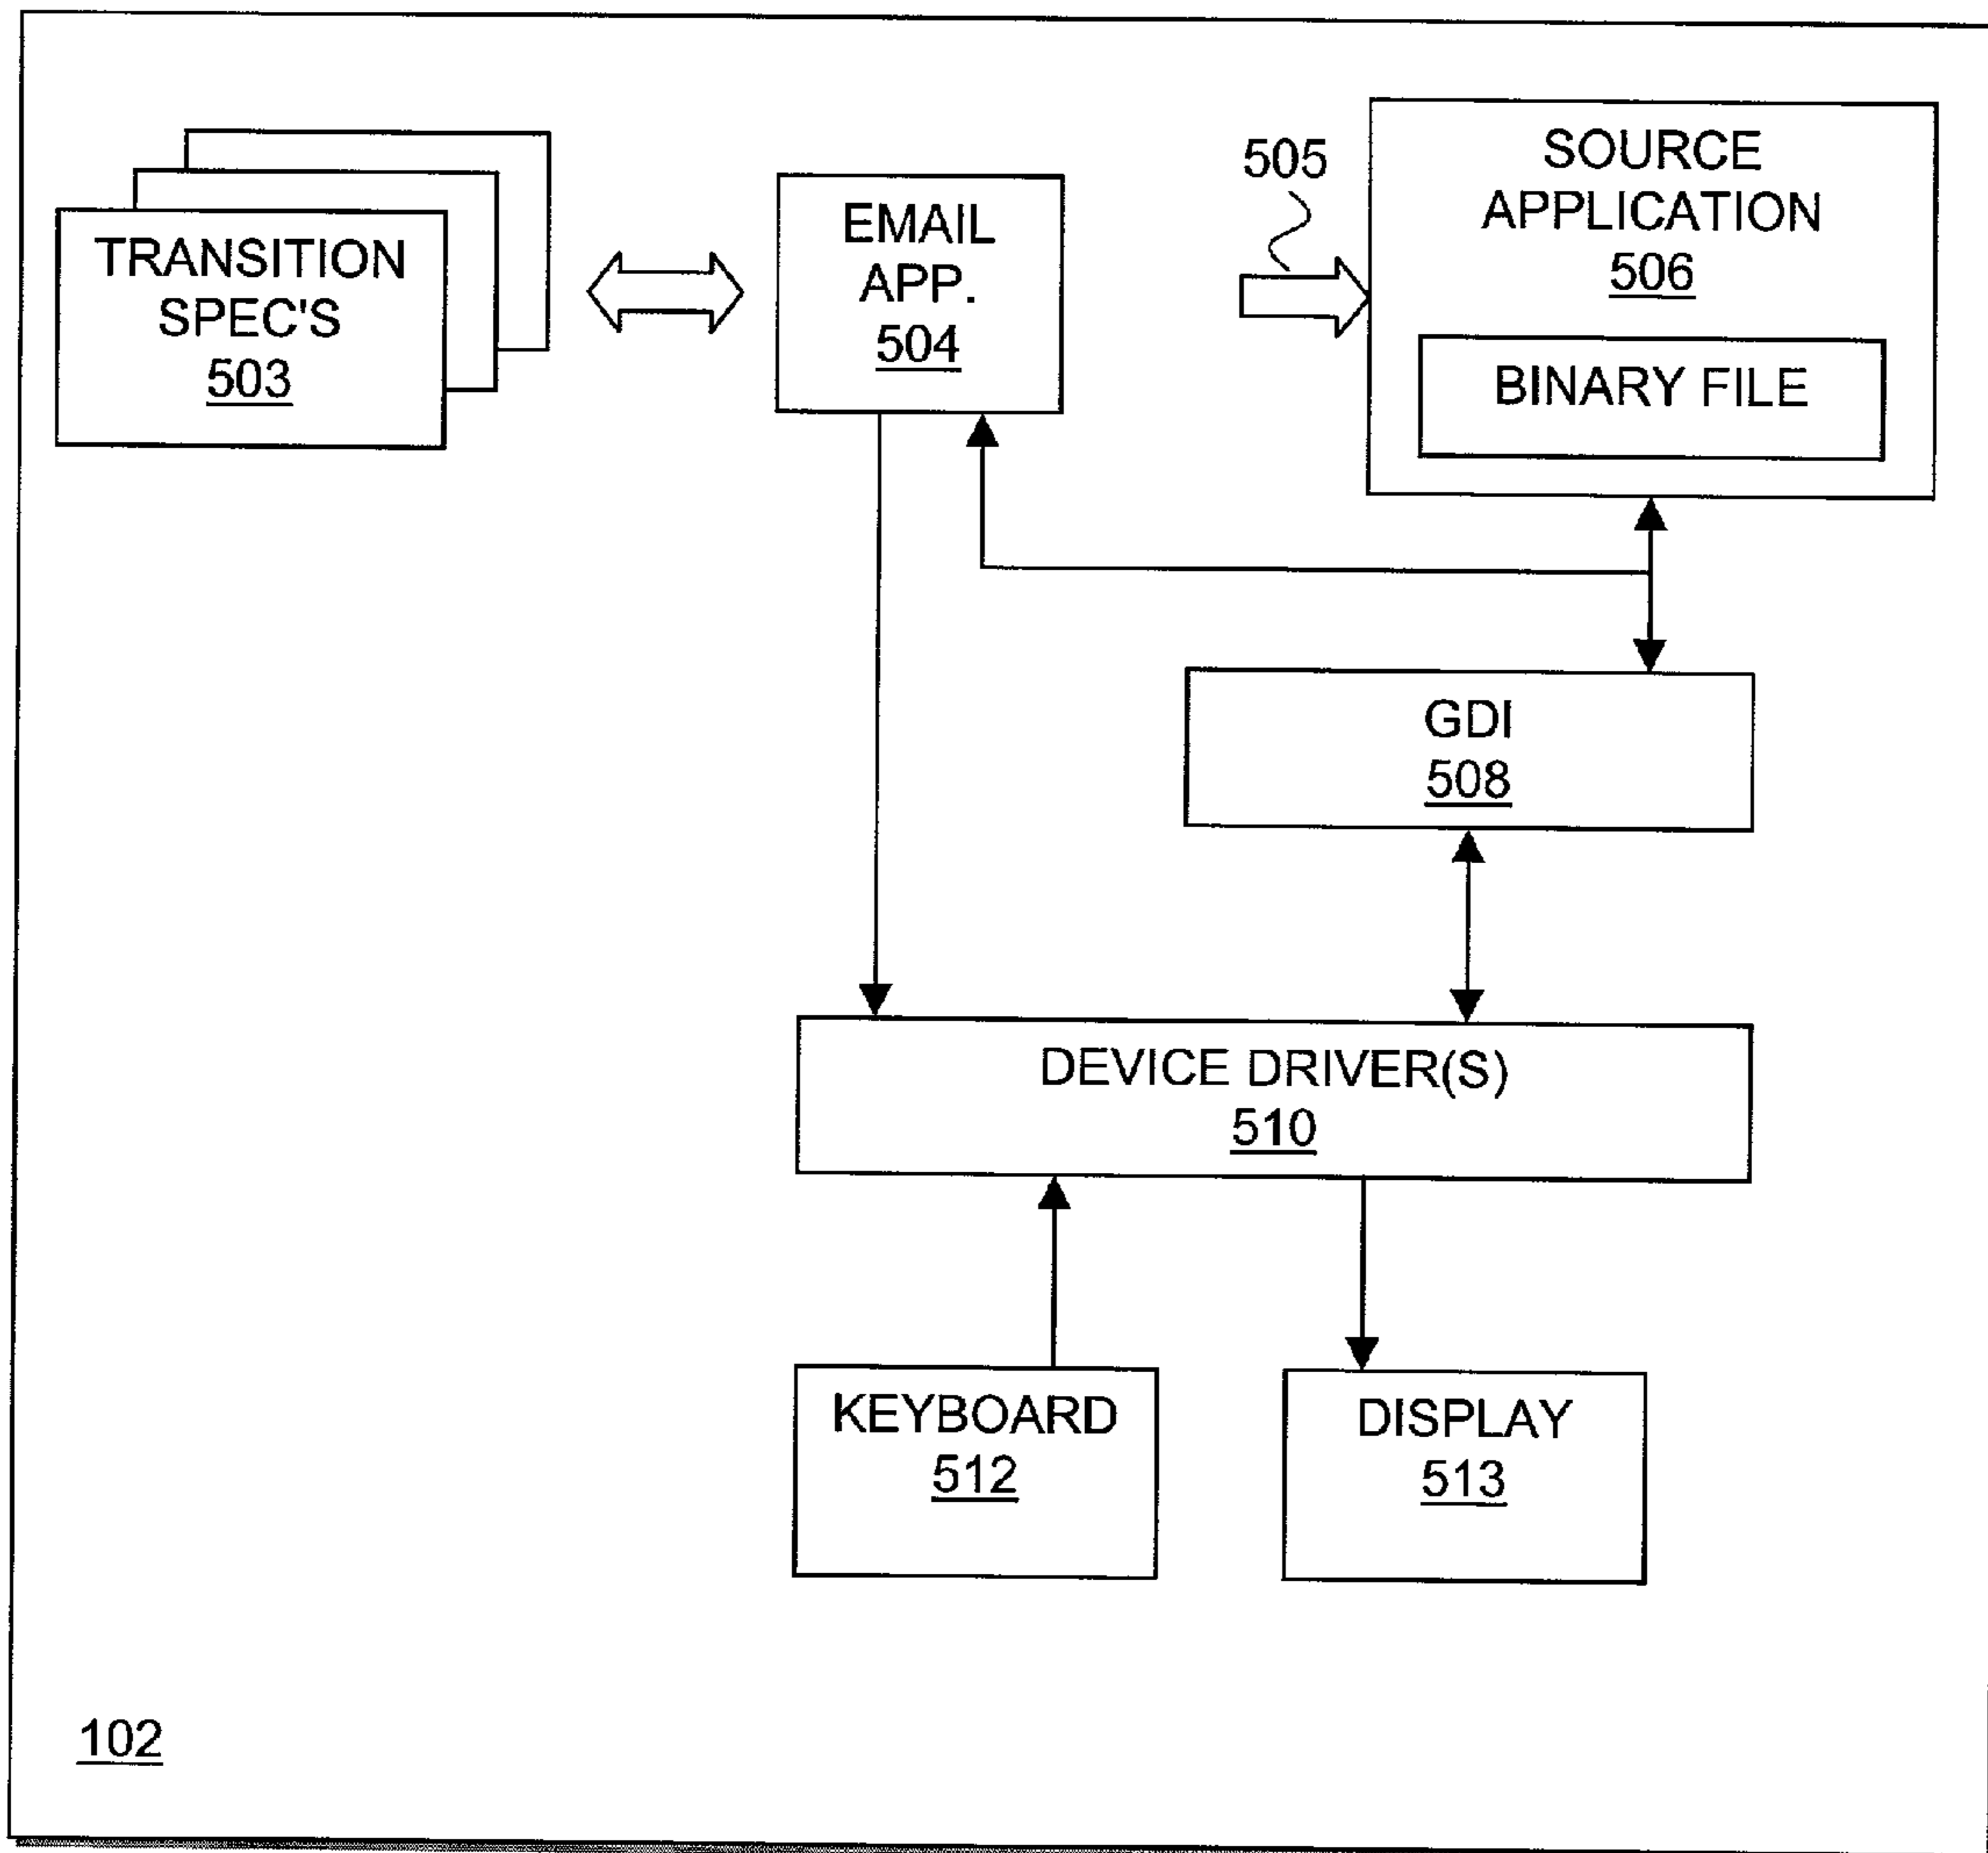 TRANSITION
SPEC'S
503
EMAIL
APP.
504
505
SOURCE
APPLICATION
506
BINARY FILE
GDI
508
DEVICE DRIVER(S)
510
KEYBOARD
512
DISPLAY
513
102